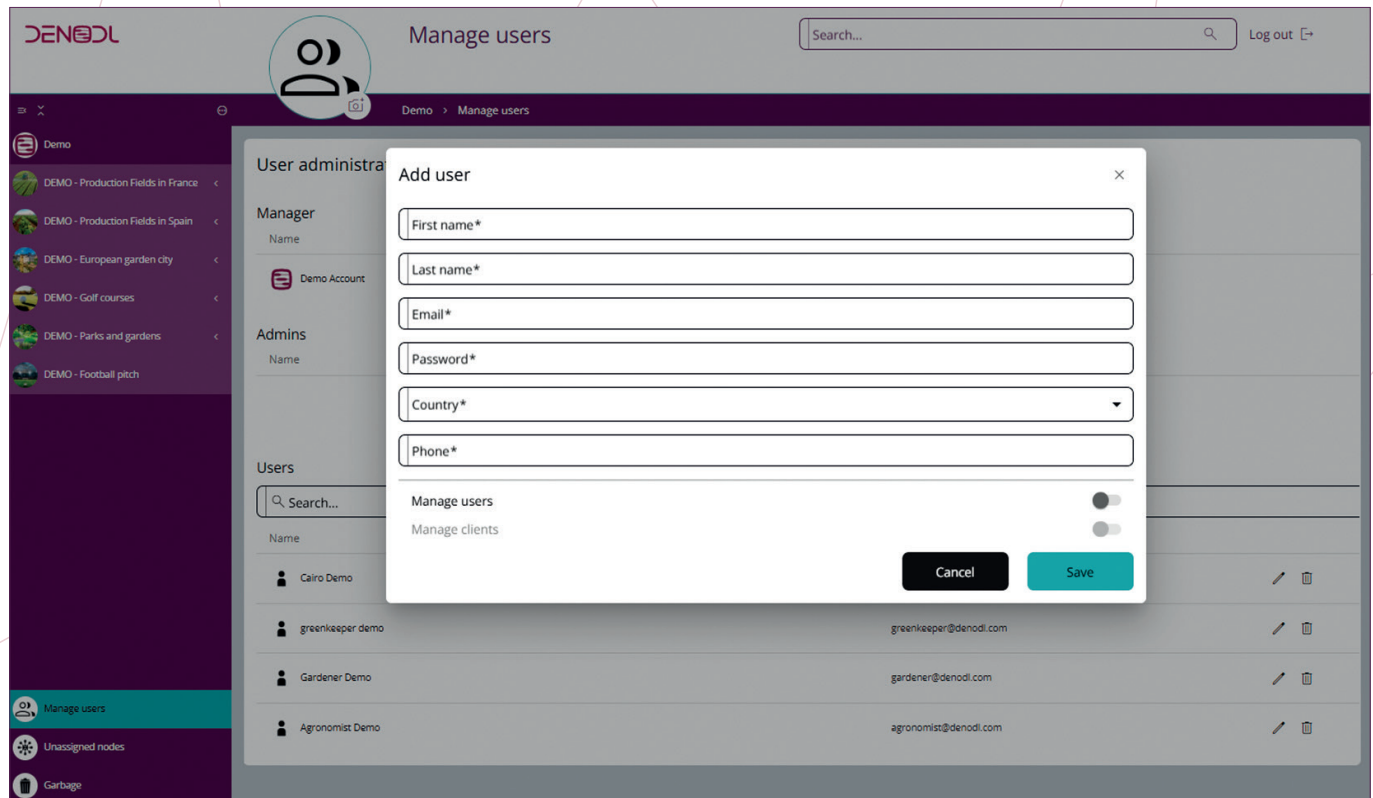 DENODL
Manage users
Search...
Log out
Demo > Manage users
Demo
DEMO - Production Fields in France
DEMO - Production Fields in Spain
DEMO - European garden city
DEMO - Golf courses
DEMO - Parks and gardens
DEMO - Football pitch
Manage users
Unassigned nodes
Garbage
User administra
Manager
Name
Demo Account
Admins
Name
Users
Search...
Name
Cairo Demo
greenkeeper demo greenkeeper@denodl.com
Gardener Demo gardener@denodl.com
Agronomist Demo agronomist@denodl.com
Add user
First name*
Last name*
Email*
Password*
Country*
Phone*
Manage users
Manage clients
Cancel Save